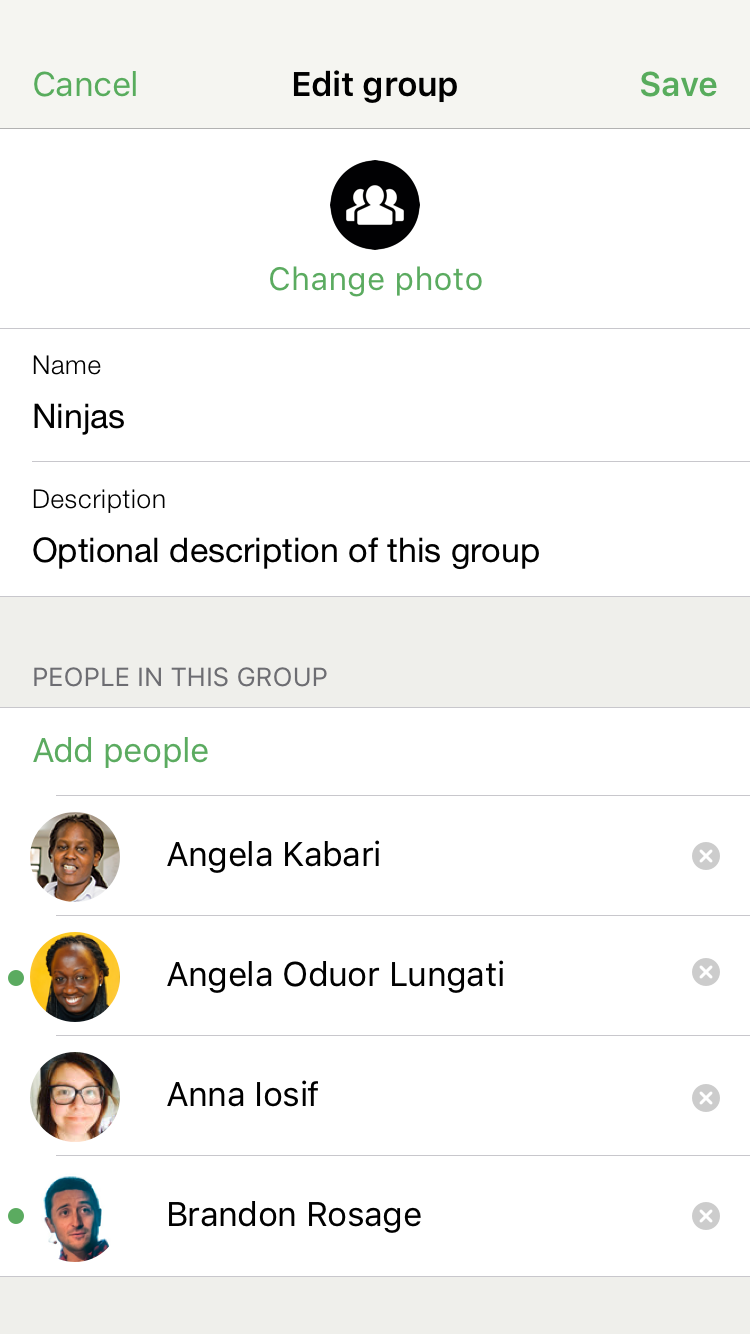 Cancel
Edit group
Save
Change photo
Name
Ninjas
Description
Optional description of this group
PEOPLE IN THIS GROUP
Add people
Angela Kabari
Angela Oduor Lungati
Anna Iosif
Brandon Rosage